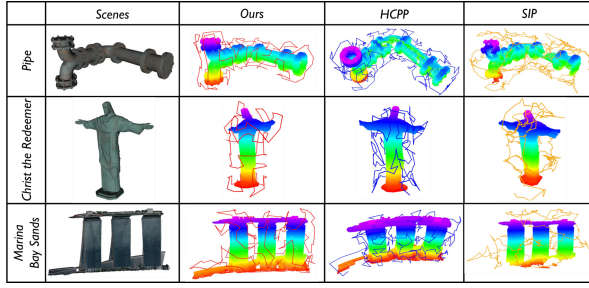 Scenes Ours HCPP SIP
Pipe
Christ the Redeemer
Marina
Bay Sands